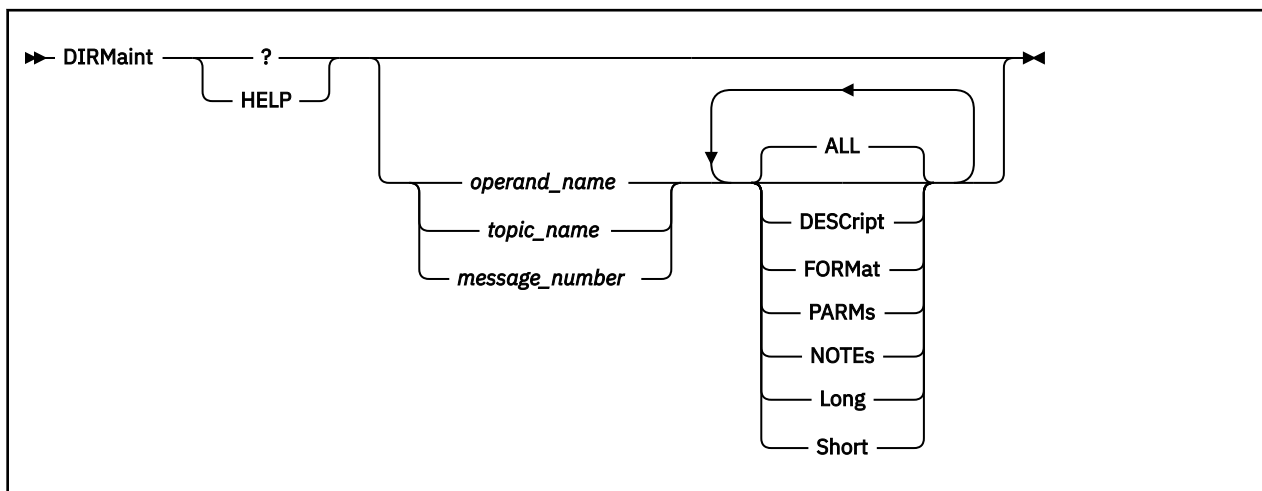 DIRMaint
?
HELP
operand_name
topic_name
message_number
ALL
DESCript
FORMat
PARMs
NOTEs
Long
Short